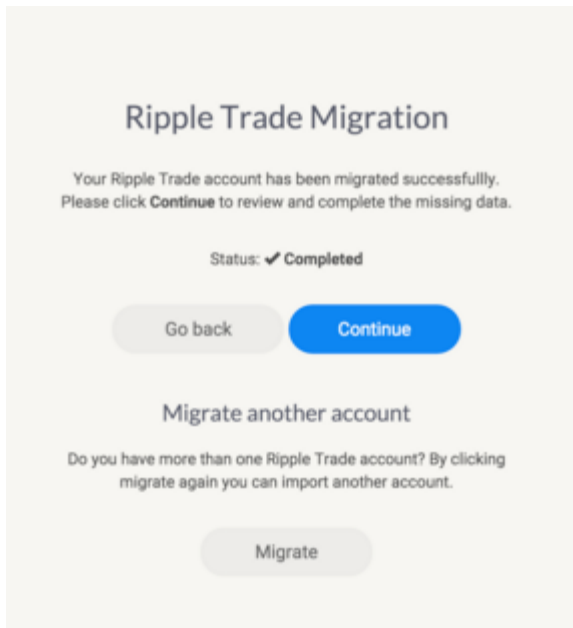 Ripple Trade Migration
Your Ripple Trade account has been migrated successfullly.
Please click Continue to review and complete the missing data.
Status: ✔ Completed
Go back Continue
Migrate another account
Do you have more than one Ripple Trade account? By clicking
migrate again you can import another account.
Migrate